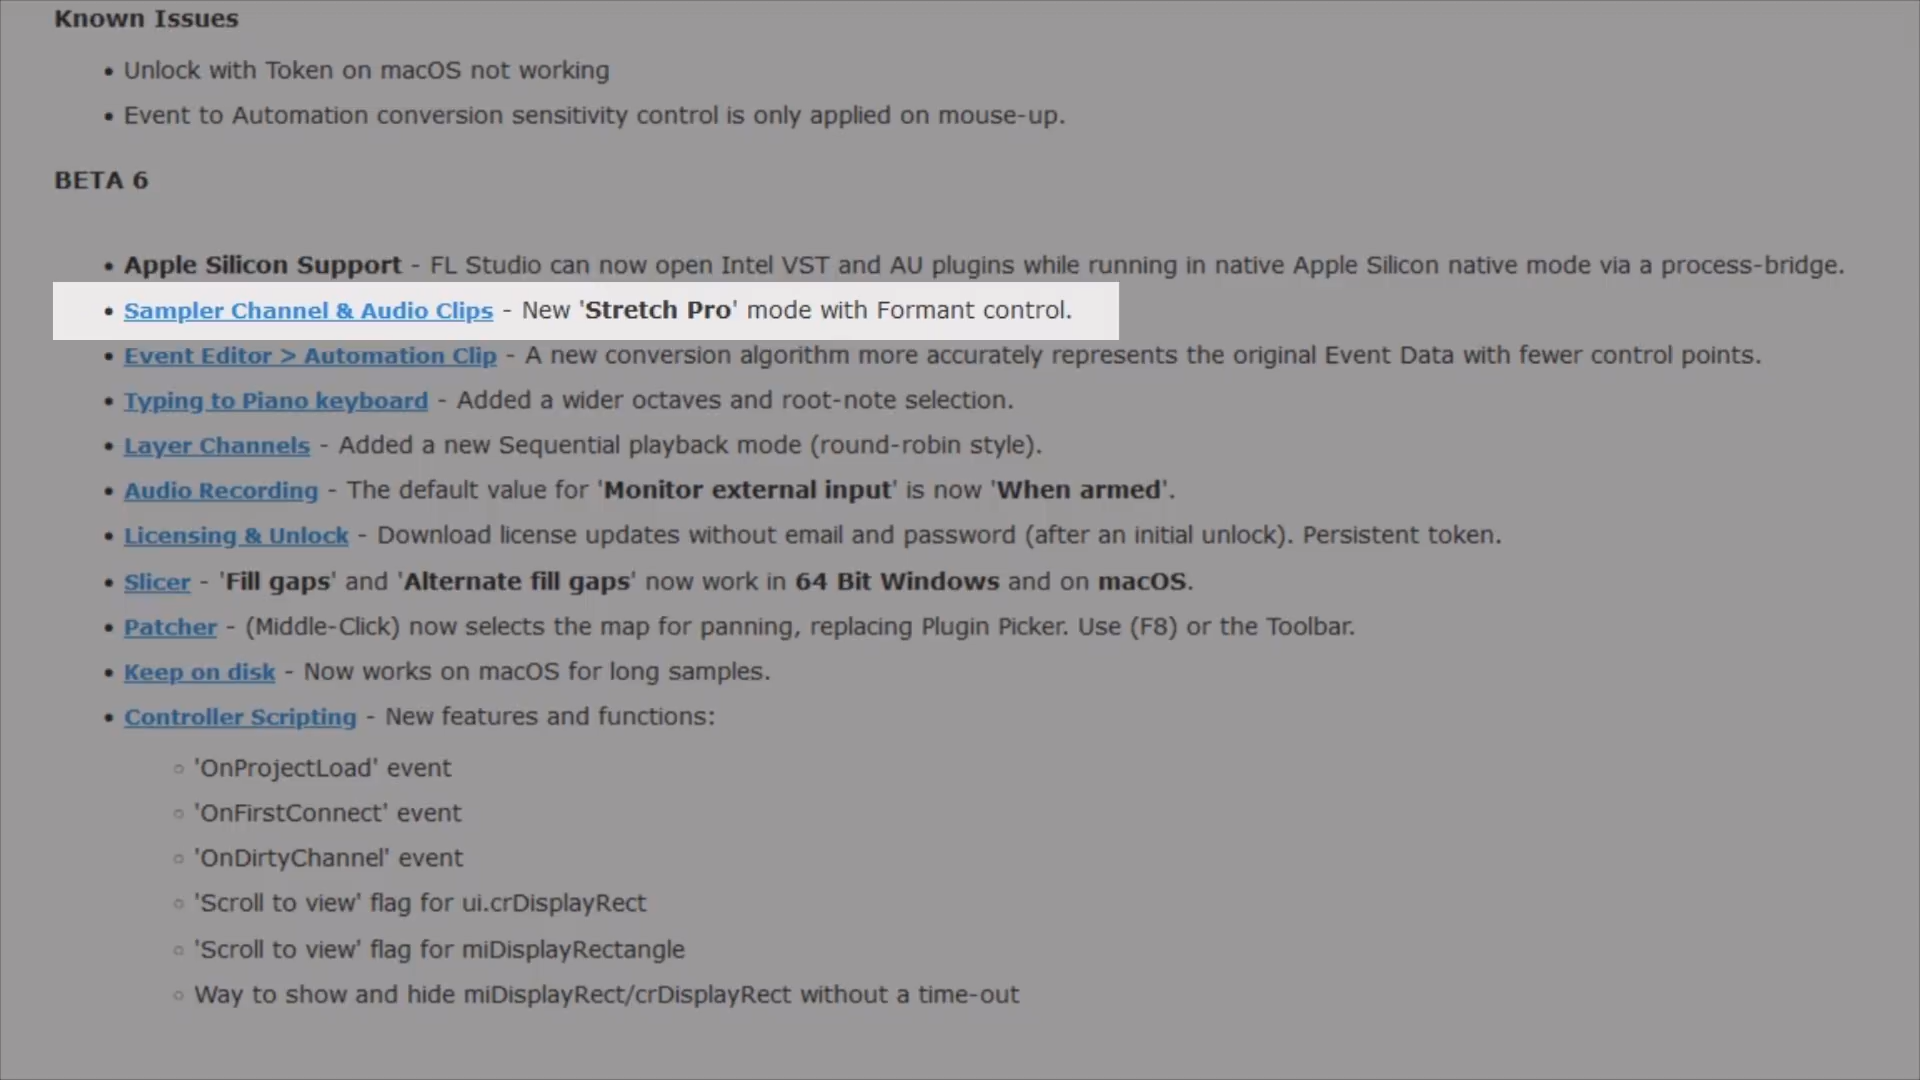 Known Issues
• Unlock with Token on macOS not working
• Event to Automation conversion sensitivity control is only applied on mouse-up.
BETA 6
• Apple Silicon Support - FL Studio can now open Intel VST and AU plugins while running in native Apple Silicon native mode via a process-bridge.
• Sampler Channel & Audio Clips - New 'Stretch Pro' mode with Formant control.
• Event Editor > Automation Clip - A new conversion algorithm more accurately represents the original Event Data with fewer control points.
• Typing to Piano keyboard - Added a wider octaves and root-note selection.
• Layer Channels - Added a new Sequential playback mode (round-robin style).
• Audio Recording - The default value for 'Monitor external input' is now 'When armed'.
• Licensing & Unlock - Download license updates without email and password (after an initial unlock). Persistent token.
• Slicer - 'Fill gaps' and 'Alternate fill gaps' now work in 64 Bit Windows and on macOS.
• Patcher - (Middle-Click) now selects the map for panning, replacing Plugin Picker. Use (F8) or the Toolbar.
• Keep on disk - Now works on macOS for long samples.
• Controller Scripting - New features and functions:
◦ 'OnProjectLoad' event
◦ 'OnFirstConnect' event
◦ 'OnDirtyChannel' event
◦ 'Scroll to view' flag for ui.crDisplayRect
◦ 'Scroll to view' flag for miDisplayRectangle
◦ Way to show and hide miDisplayRect/crDisplayRect without a time-out